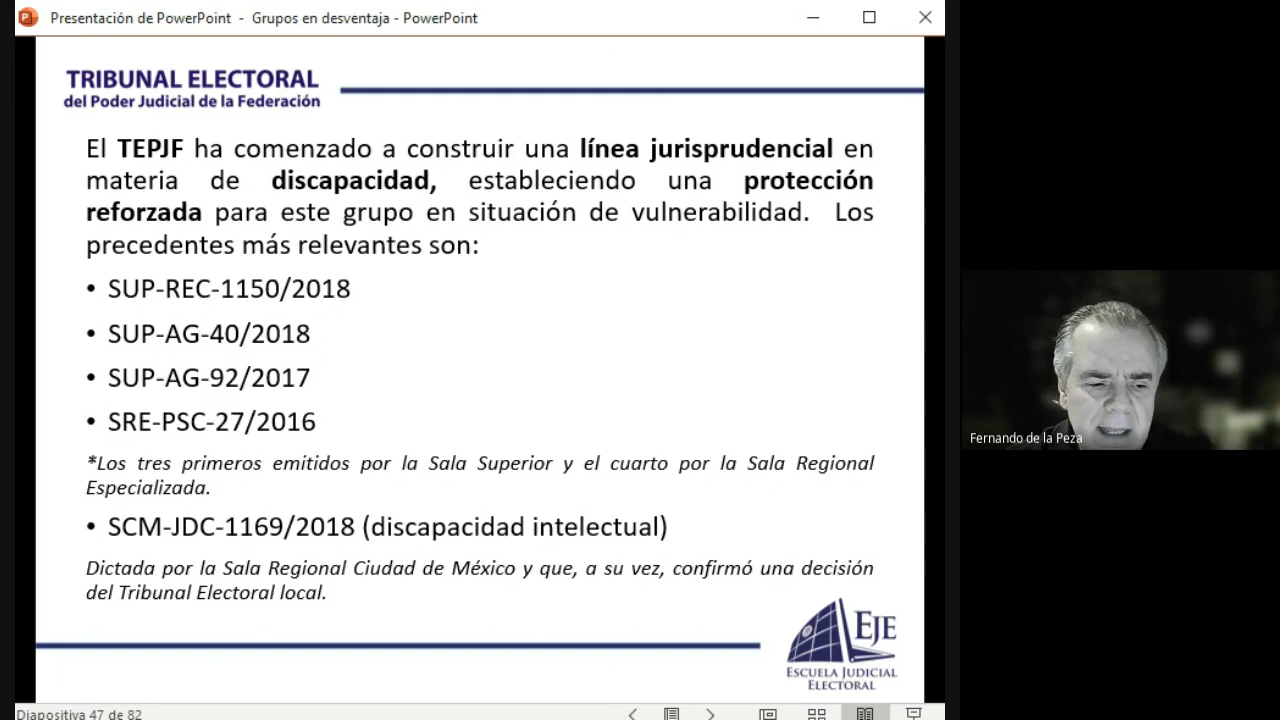 Presentación de PowerPoint - Grupos en desventaja - PowerPoint
TRIBUNAL ELECTORAL
del Poder Judicial de la Federación
El TEPJF ha comenzado a construir una línea jurisprudencial en
materia de discapacidad, estableciendo una protección
reforzada para este grupo en situación de vulnerabilidad. Los
precedentes más relevantes son:
• SUP-REC-1150/2018
• SUP-AG-40/2018
• SUP-AG-92/2017
• SRE-PSC-27/2016
*Los tres primeros emitidos por la Sala Superior y el cuarto por la Sala Regional
Especializada.
• SCM-JDC-1169/2018 (discapacidad intelectual)
Dictada por la Sala Regional Ciudad de México y que, a su vez, confirmó una decisión
del Tribunal Electoral local.
EJE
ESCUELA JUDICIAL
ELECTORAL
Diapositiva 47 de 82
Fernando de la Peza